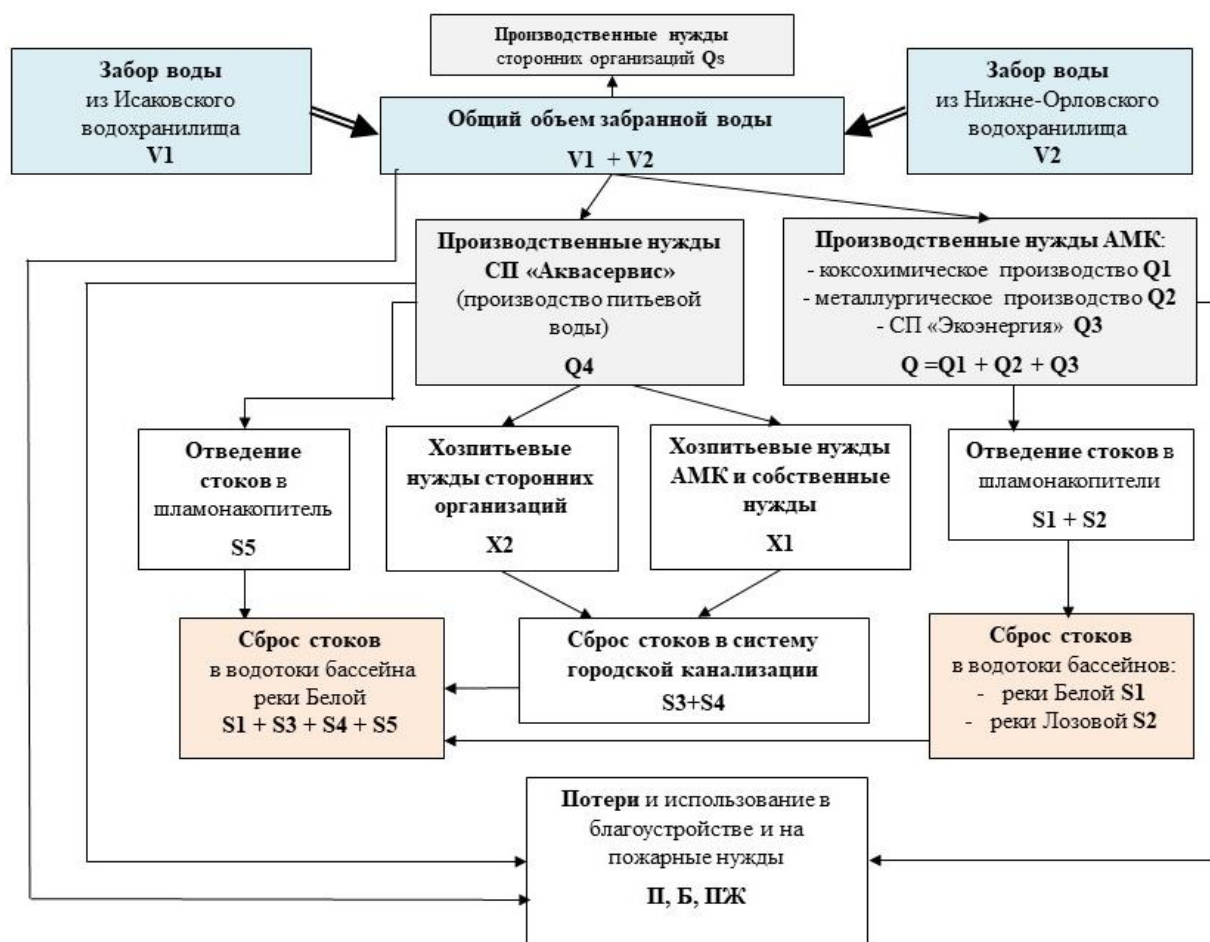 Производственные нужды
сторонних организаций Qs
Забор воды
из Исаковского
водохранилища
V1
Общий объем забранной воды
V1 + V2
Забор воды
из Нижне-Орловского
водохранилища
V2
Производственные нужды
СП «Аквасервис»
(производство питьевой
воды)
Q4
Производственные нужды АМК:
- коксохимическое производство Q1
- металлургическое производство Q2
- СП «Экоэнергия» Q3
Q =Q1 + Q2 + Q3
Отведение
стоков в
шламонакопитель
S5
Хозпитьевые
нужды сторонних
организаций
X2
Хозпитьевые нужды
АМК и собственные
нужды
X1
Отведение стоков в
шламонакопители
S1 + S2
Сброс стоков
в водотоки бассейна
реки Белой
S1 + S3 + S4 + S5
Сброс стоков в систему
городской канализации
S3+S4
Сброс стоков
в водотоки бассейнов:
- реки Белой S1
- реки Лозовой S2
Потери и использование в
благоустройстве и на
пожарные нужды
П, Б, ПЖ